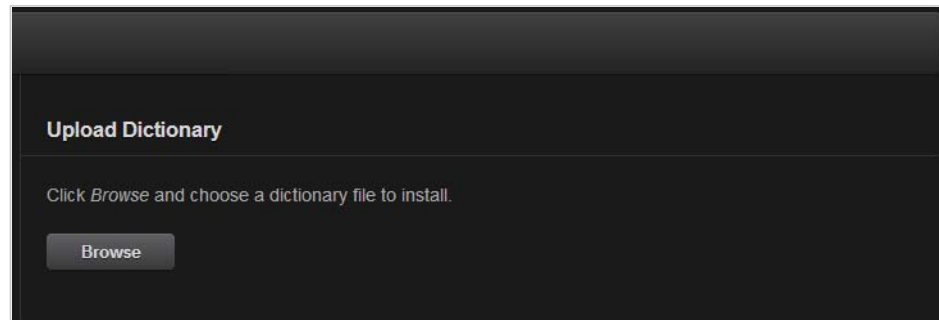 Upload Dictionary
Click Browse and choose a dictionary file to install.
Browse